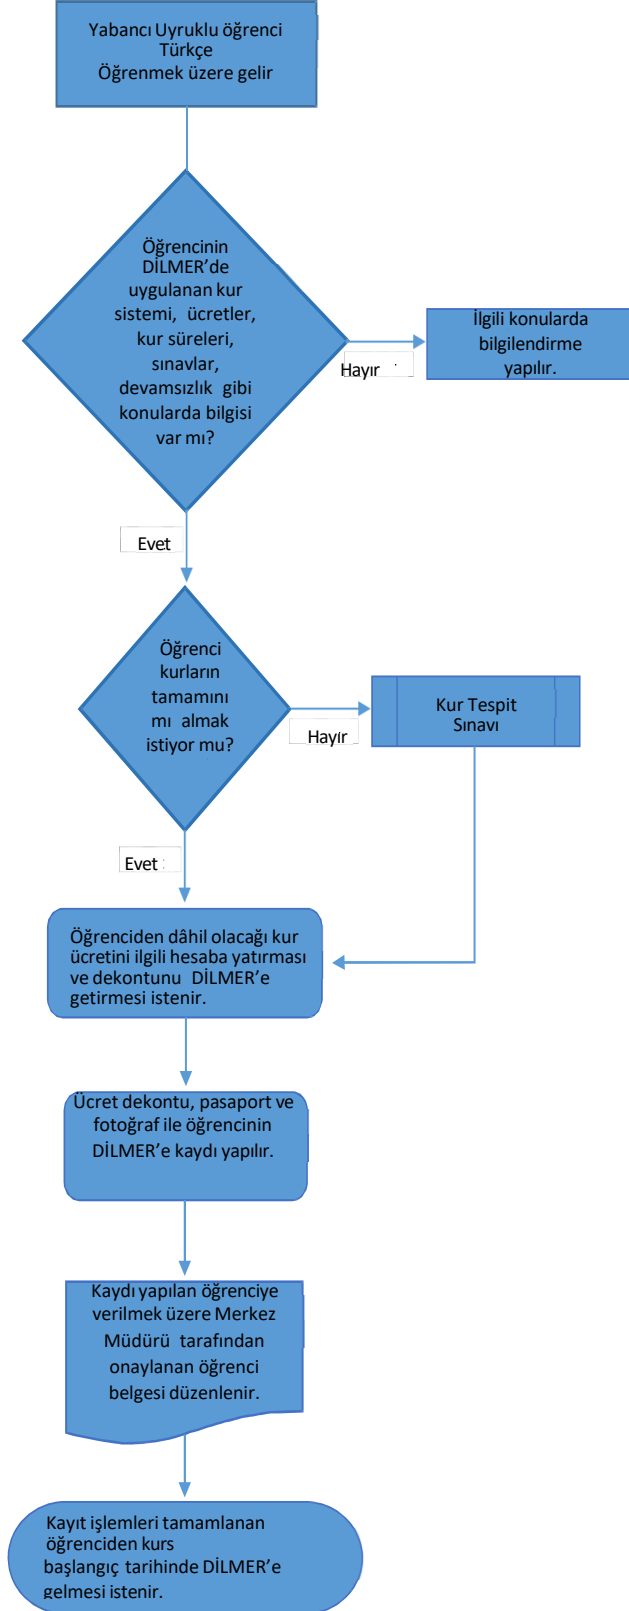 Yabancı Uyruklu öğrenci
Türkçe
Öğrenmek üzere gelir
Öğrencinin
DİLMER’de
uygulanan kur
sistemi, ücretler,
kur süreleri,
sınavlar,
devamsızlık gibi
konularda bilgisi
var mı?
Hayır
İlgili konularda
bilgilendirme
yapılır.
Evet
Öğrenci
kurların
tamamını
mı almak
istiyor mu?
Hayır
Kur Tespit
Sınavı
Evet
Öğrenciden dâhil olacağı kur
ücretini ilgili hesaba yatırması
ve dekontunu DİLMER’e
getirmesi istenir.
Ücret dekontu, pasaport ve
fotoğraf ile öğrencinin
DİLMER’e kaydı yapılır.
Kaydı yapılan öğrenciye
verilmek üzere Merkez
Müdürü tarafından
onaylanan öğrenci
belgesi düzenlenir.
Kayıt işlemleri tamamlanan
öğrenciden kurs
başlangıç tarihinde DİLMER’e
gelmesi istenir.